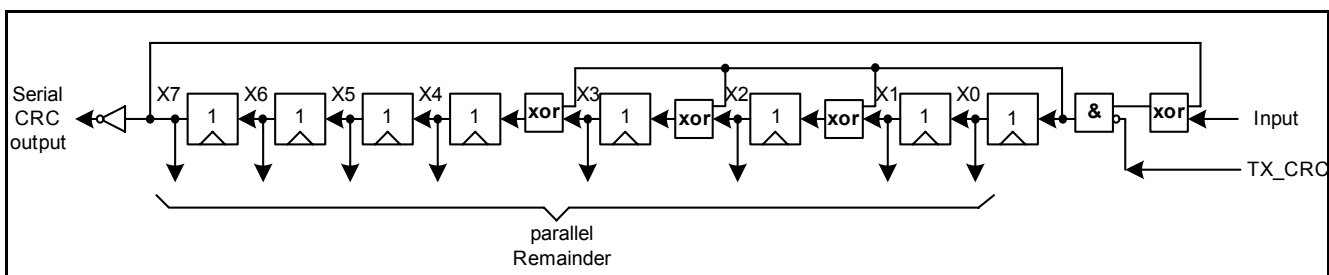 Serial
CRC
output
X7
1
X6
1
X5
1
X4
1
xor
X3
1
xor
X2
1
xor
X1
1
X0
1
&
xor
Input
TX_CRC
parallel
Remainder